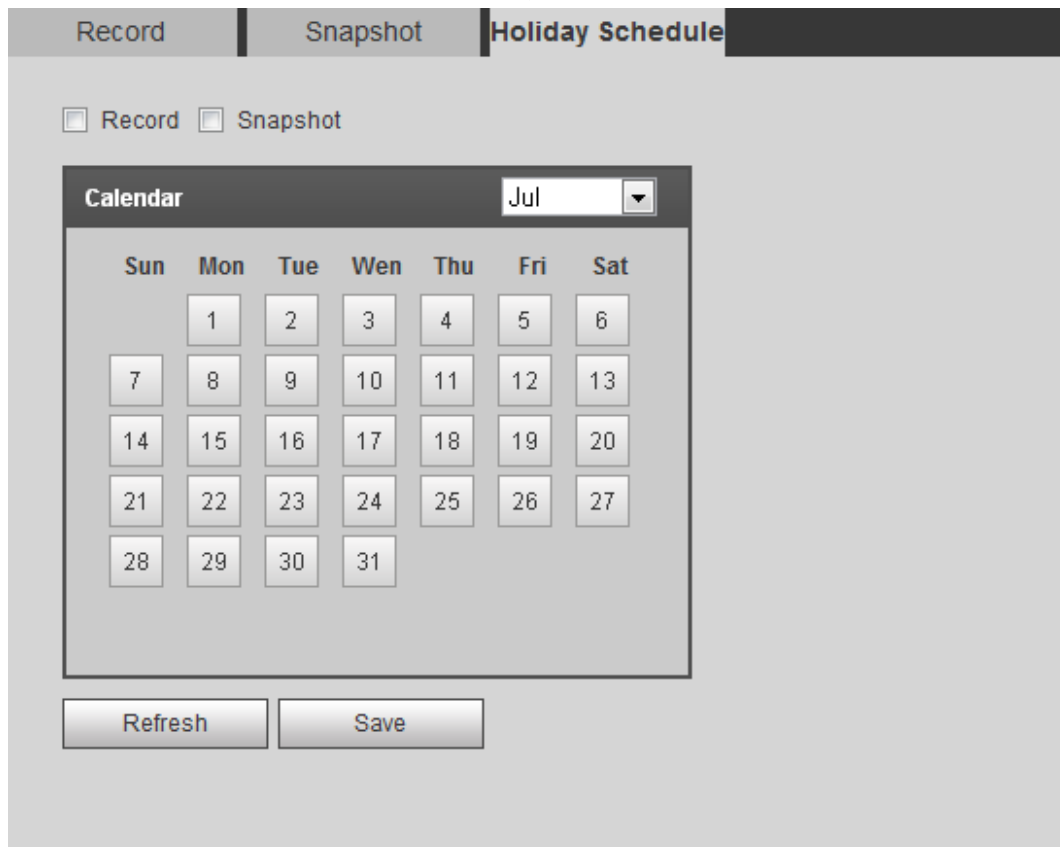 Record Snapshot Holiday Schedule
Record Snapshot
Calendar Jul
Sun Mon Tue Wen Thu Fri Sat
1 2 3 4 5 6
7 8 9 10 11 12 13
14 15 16 17 18 19 20
21 22 23 24 25 26 27
28 29 30 31
Refresh Save